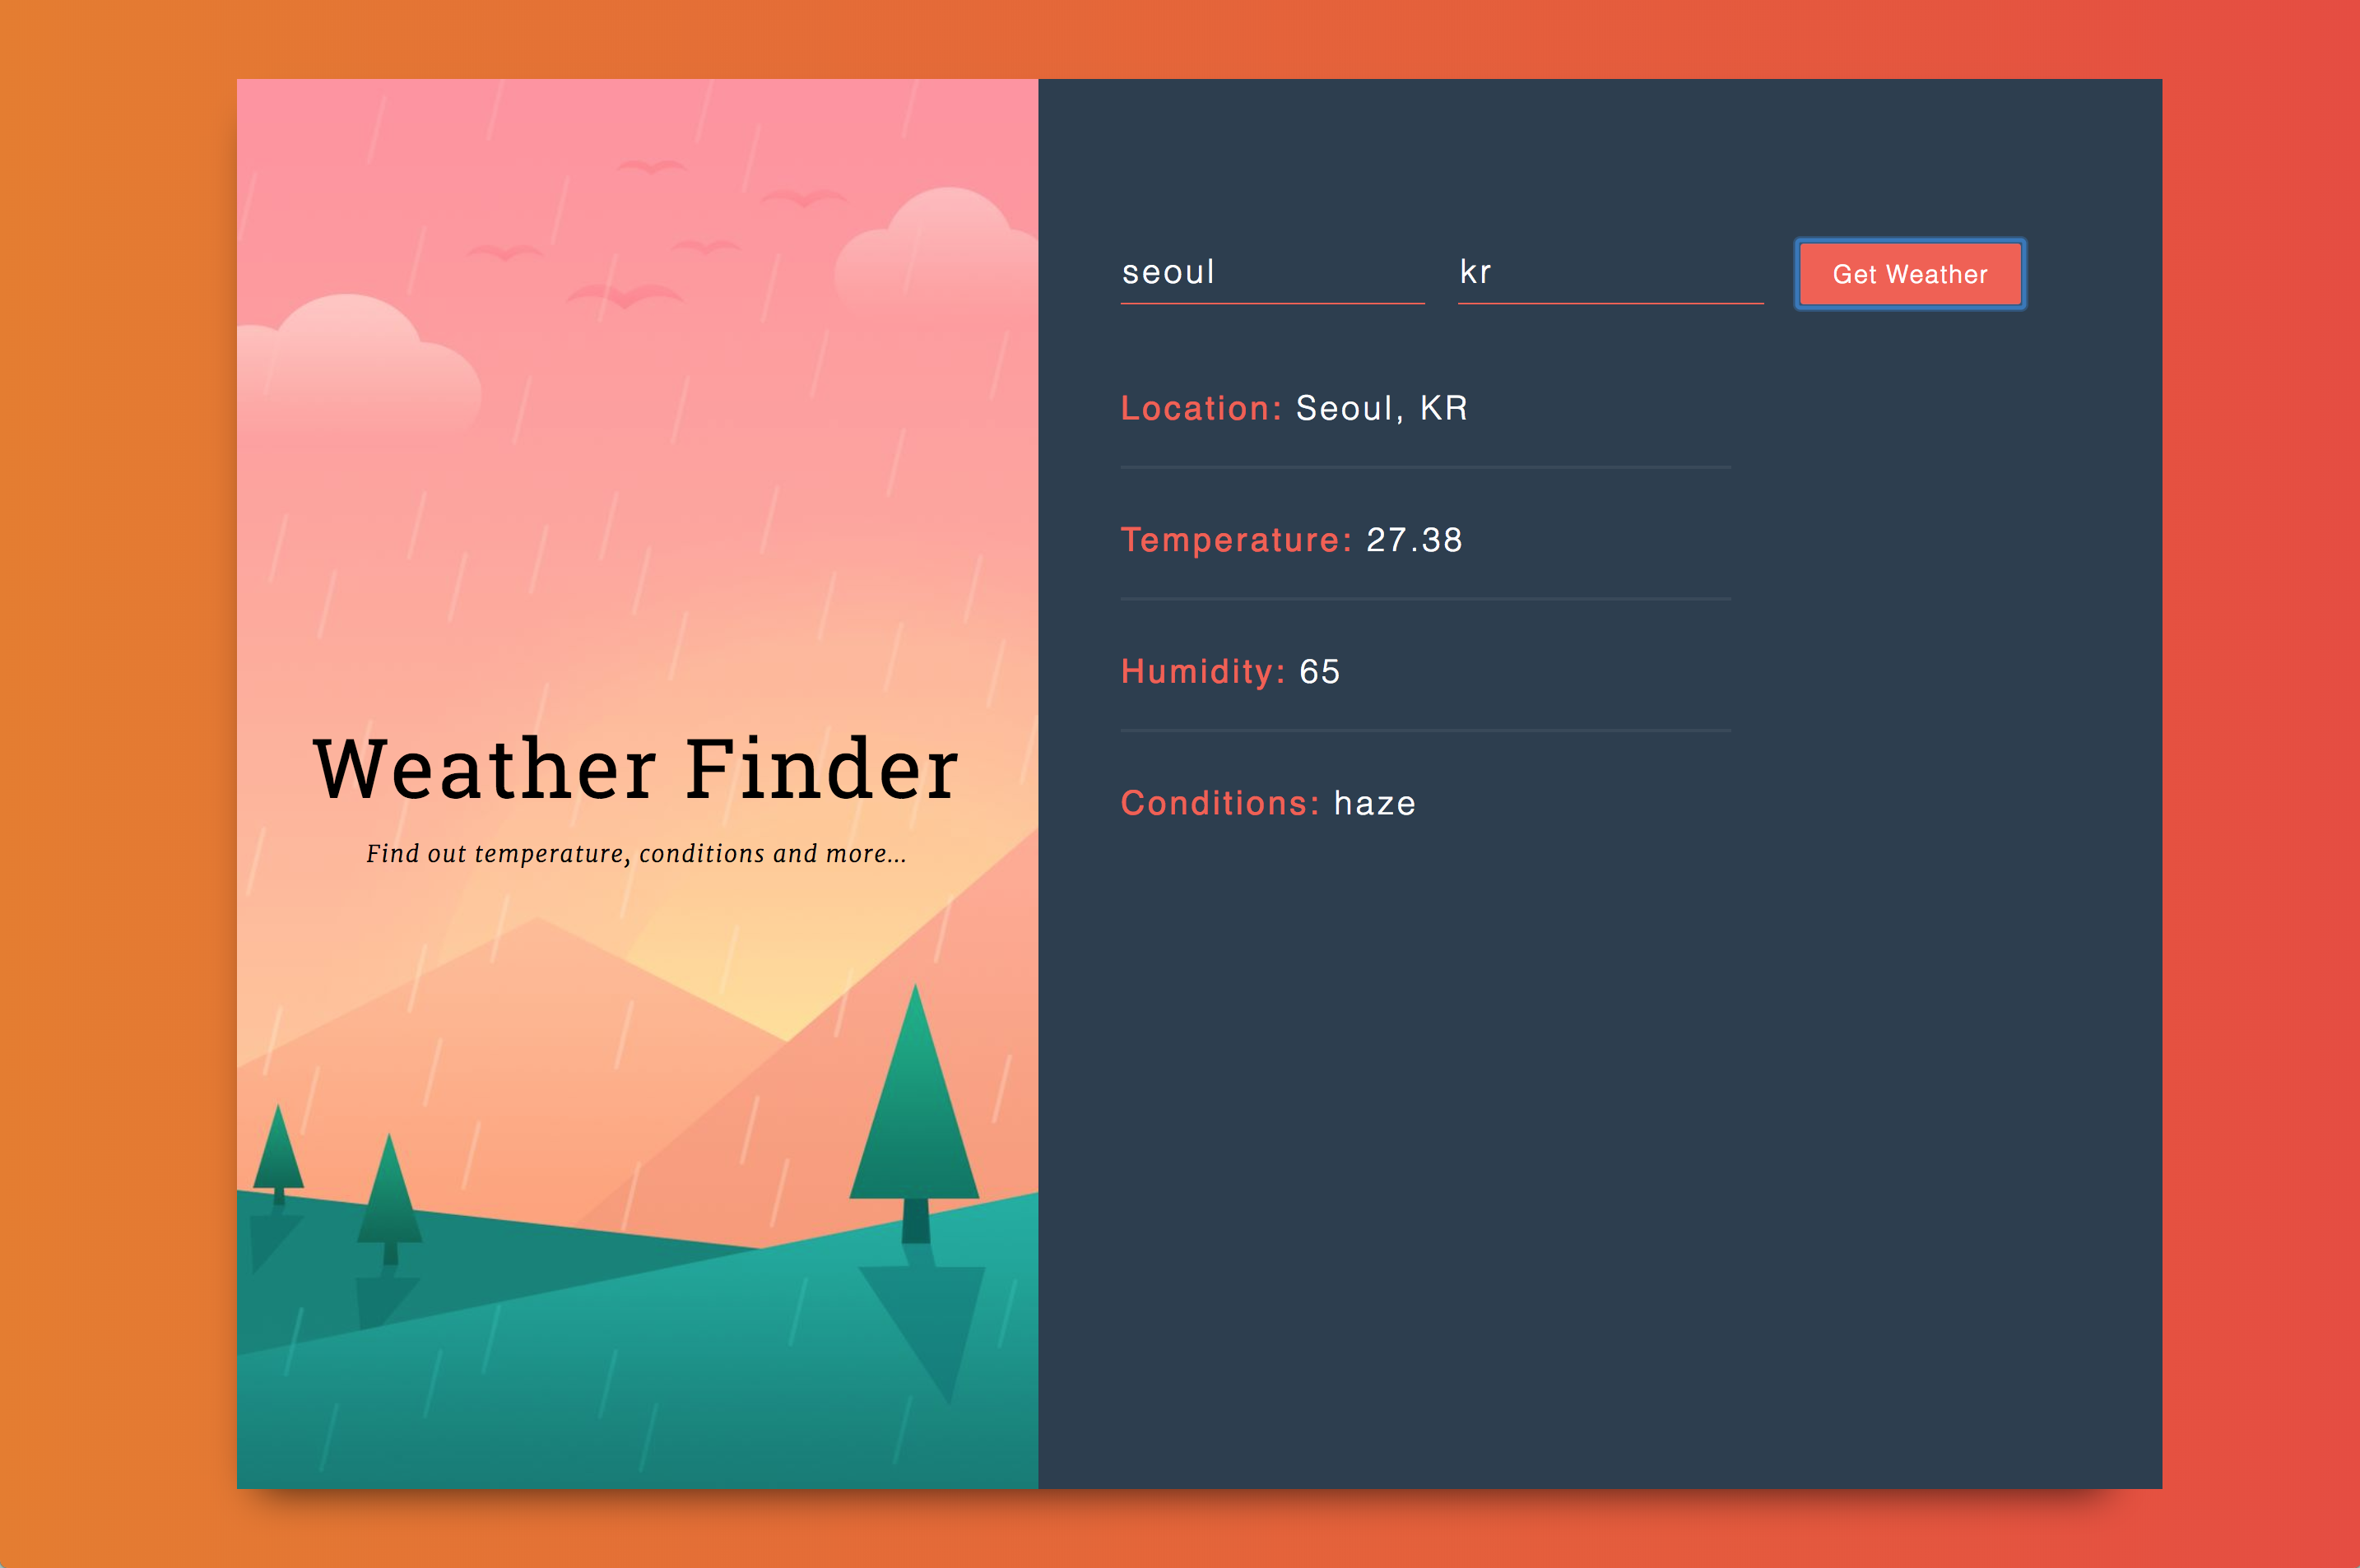 Weather Finder
Find out temperature, conditions and more...
seoul
kr
Get Weather
Location: Seoul, KR
Temperature: 27.38
Humidity: 65
Conditions: haze